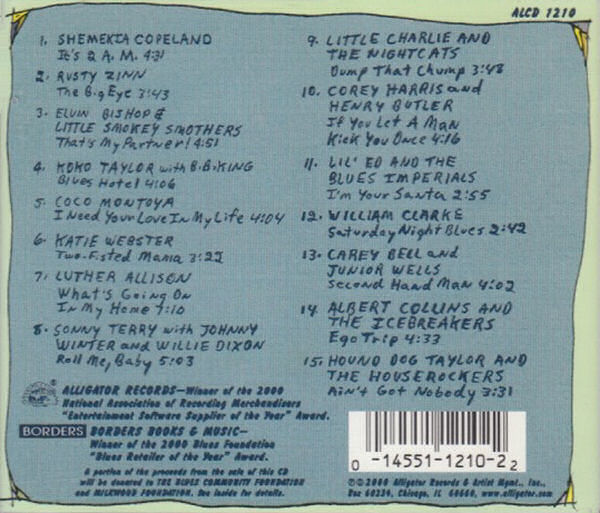 ALCD 1210
1. SHEMEKIA COPELAND
It's 2 A.M. 4:31
2. RUSTY ZINN
The Big Eye 3:43
3. ELVIN BISHOP &
LITTLE SMOKEY SMOTHERS
That's My Partner! 4:51
4. KOKO TAYLOR with B.B. KING
Blues Hotel 4:06
5. COCO MONTOYA
I Need Your Love In My Life 4:04
6. KATIE WEBSTER
Two-Fisted Mama 3:22
7. LUTHER ALLISON
What's Going On
In My Home 7:10
8. SONNY TERRY with JOHNNY
WINTER and WILLIE DIXON
Roll Me, Baby 5:03
9. LITTLE CHARLIE AND
THE NIGHTCATS
Dump That Chump 3:48
10. COREY HARRIS and
HENRY BUTLER
If You Let A Man
Kick You Once 4:16
11. LIL' ED AND THE
BLUES IMPERIALS
I'm Your Santa 2:55
12. WILLIAM CLARKE
Saturday Night Blues 2:42
13. CAREY BELL and
JUNIOR WELLS
Second Hand Man 4:02
14. ALBERT COLLINS AND
THE ICEBREAKERS
Ego Trip 4:33
15. HOUND DOG TAYLOR AND
THE HOUSEROCKERS
Ain't Got Nobody 3:31
ALLIGATOR RECORDS—Winner of the 2000
National Association of Recording Merchandisers
"Entertainment Software Supplier of the Year" Award.
BORDERS BORDERS BOOKS & MUSIC—
Winner of the 2000 Blues Foundation
"Blues Retailer of the Year" Award.
A portion of the proceeds from the sale of this CD
will be donated to THE BLUES COMMUNITY FOUNDATION
and MILKWOOD FOUNDATION. See inside for details.
0 -14551-1210-2 2
©℗2000 Alligator Records & Artist Mgmt., Inc.,
Box 60234, Chicago, IL 60660, www.alligator.com